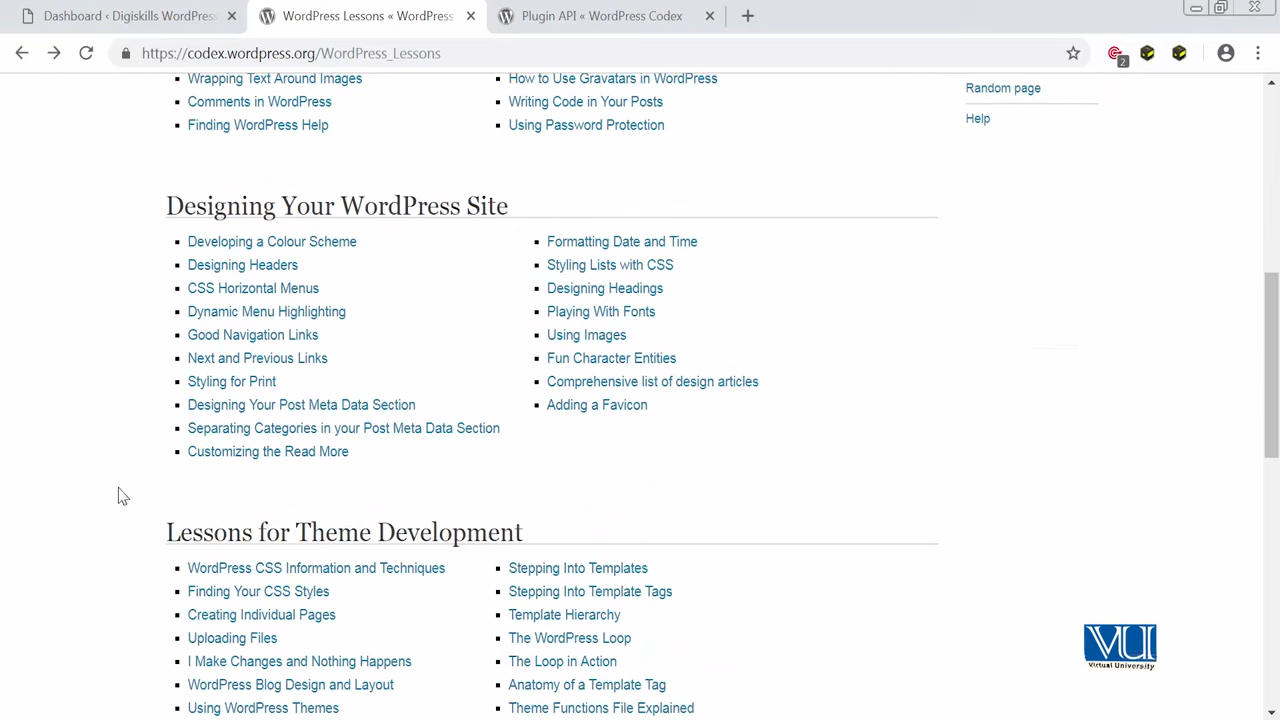 Dashboard ‹ Digiskills WordPress
WordPress Lessons « WordPress
Plugin API « WordPress Codex
https://codex.wordpress.org/WordPress_Lessons
2
Wrapping Text Around Images
Comments in WordPress
Finding WordPress Help
How to Use Gravatars in WordPress
Writing Code in Your Posts
Using Password Protection
Random page
Help
Designing Your WordPress Site
Developing a Colour Scheme
Designing Headers
CSS Horizontal Menus
Dynamic Menu Highlighting
Good Navigation Links
Next and Previous Links
Styling for Print
Designing Your Post Meta Data Section
Separating Categories in your Post Meta Data Section
Customizing the Read More
Formatting Date and Time
Styling Lists with CSS
Designing Headings
Playing With Fonts
Using Images
Fun Character Entities
Comprehensive list of design articles
Adding a Favicon
Lessons for Theme Development
WordPress CSS Information and Techniques
Finding Your CSS Styles
Creating Individual Pages
Uploading Files
I Make Changes and Nothing Happens
WordPress Blog Design and Layout
Using WordPress Themes
Stepping Into Templates
Stepping Into Template Tags
Template Hierarchy
The WordPress Loop
The Loop in Action
Anatomy of a Template Tag
Theme Functions File Explained
VU
Virtual University